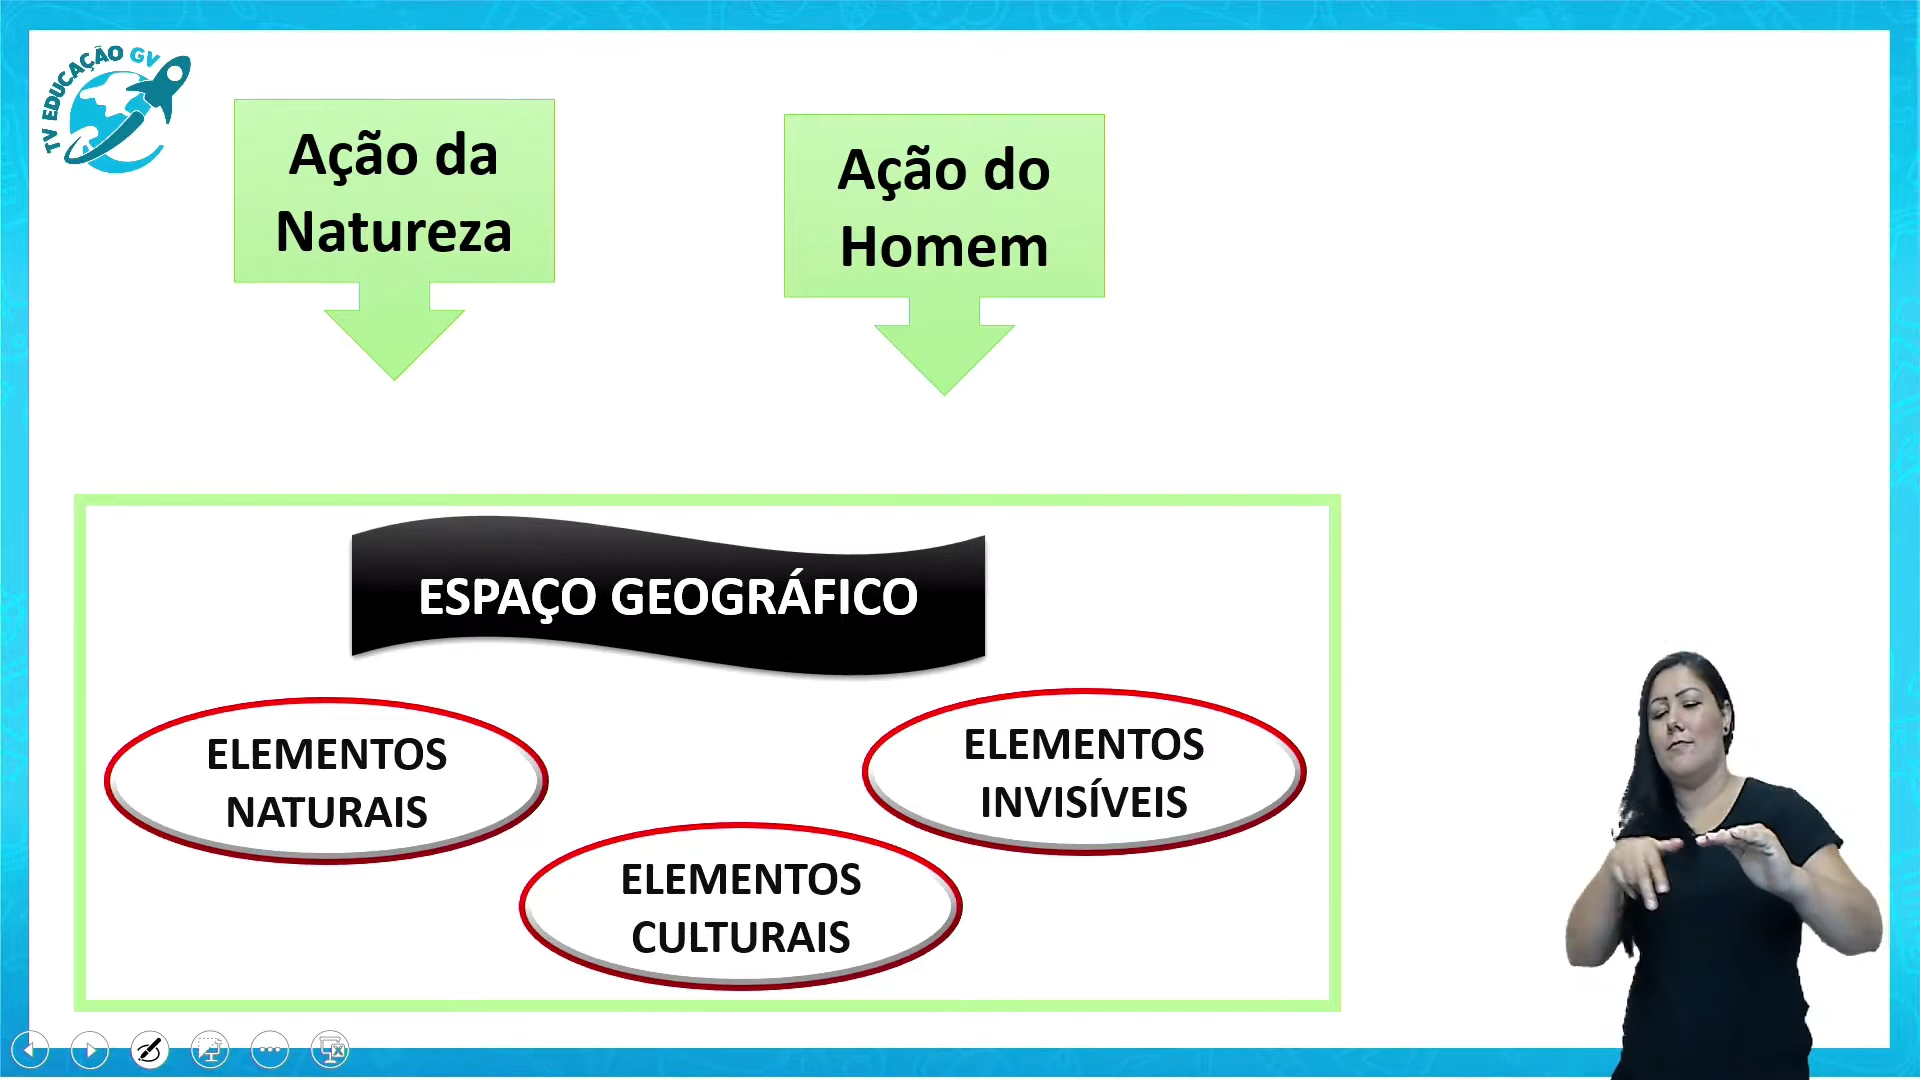 TV EDUCAÇÃO GV
Ação da
Natureza
Ação do
Homem
ESPAÇO GEOGRÁFICO
ELEMENTOS
NATURAIS
ELEMENTOS
INVISÍVEIS
ELEMENTOS
CULTURAIS